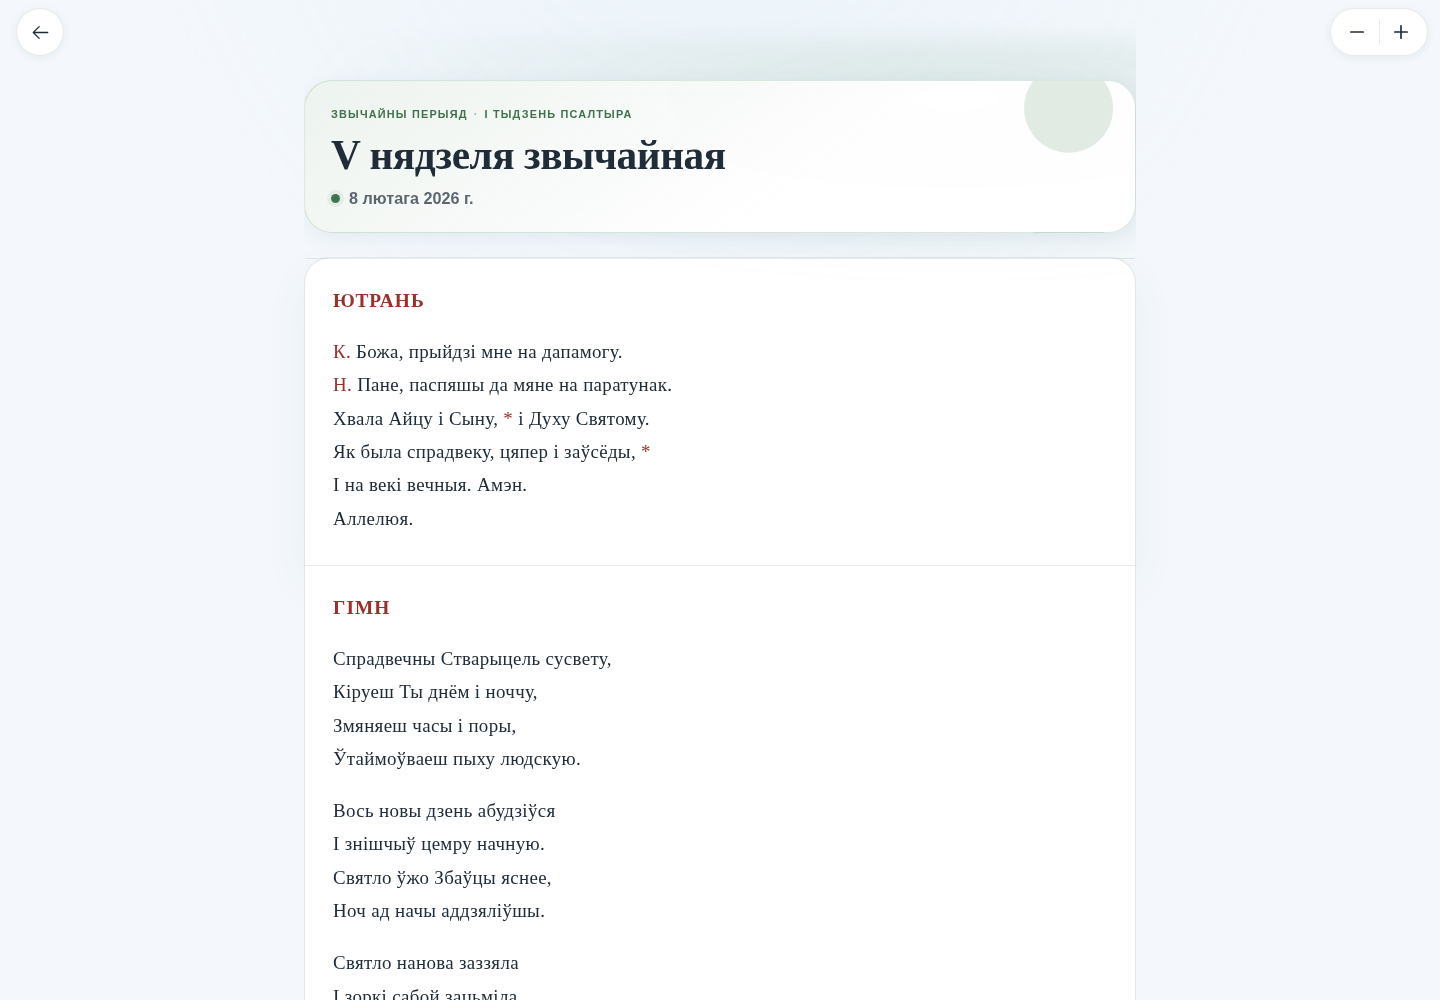 ЗВЫЧАЙНЫ ПЕРЫЯД · І ТЫДЗЕНЬ ПСАЛТЫРА
V нядзеля звычайная
8 лютага 2026 г.
ЮТРАНЬ
К. Божа, прыйдзі мне на дапамогу.
Н. Пане, паспяшы да мяне на паратунак.
Хвала Айцу і Сыну, * і Духу Святому.
Як была спрадвеку, цяпер і заўсёды, *
І на векі вечныя. Амэн.
Аллелюя.
ГІМН
Спрадвечны Стварыцель сусвету,
Кіруеш Ты днём і ноччу,
Змяняеш часы і поры,
Ўтаймоўваеш пыху людскую.
Вось новы дзень абудзіўся
І знішчыў цемру начную.
Святло ўжо Збаўцы яснее,
Ноч ад начы аддзяліўшы.
Святло нанова заззяла
І зоркі сабой зацьміла